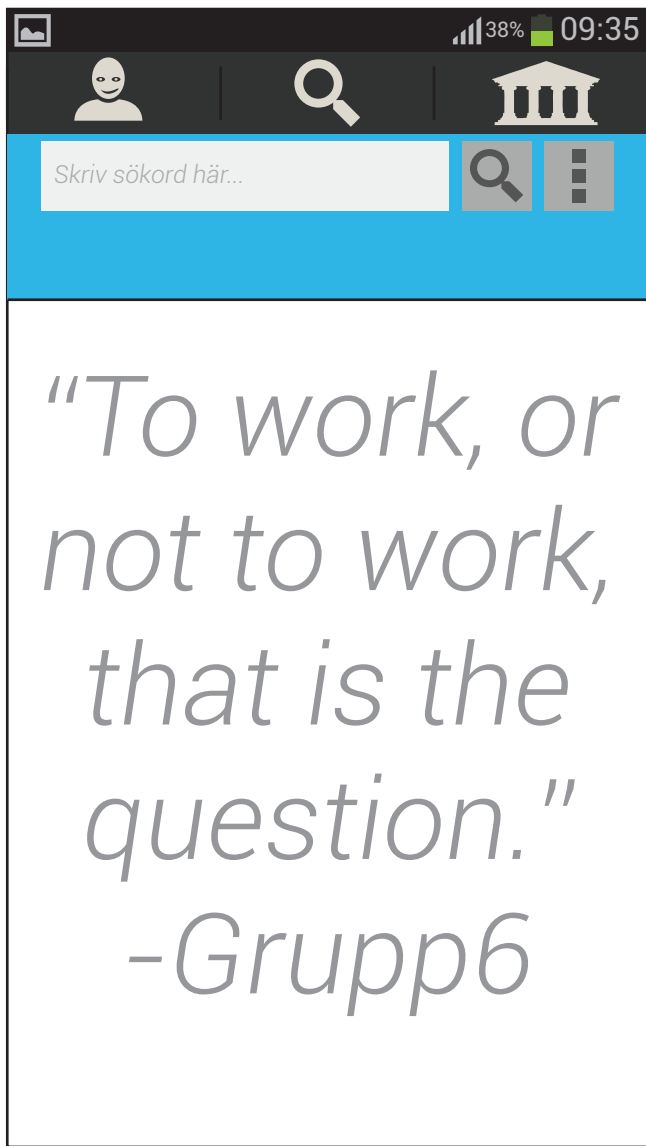 38% 09:35
Skriv sökord här...
“To work, or
not to work,
that is the
question.”
-Grupp6